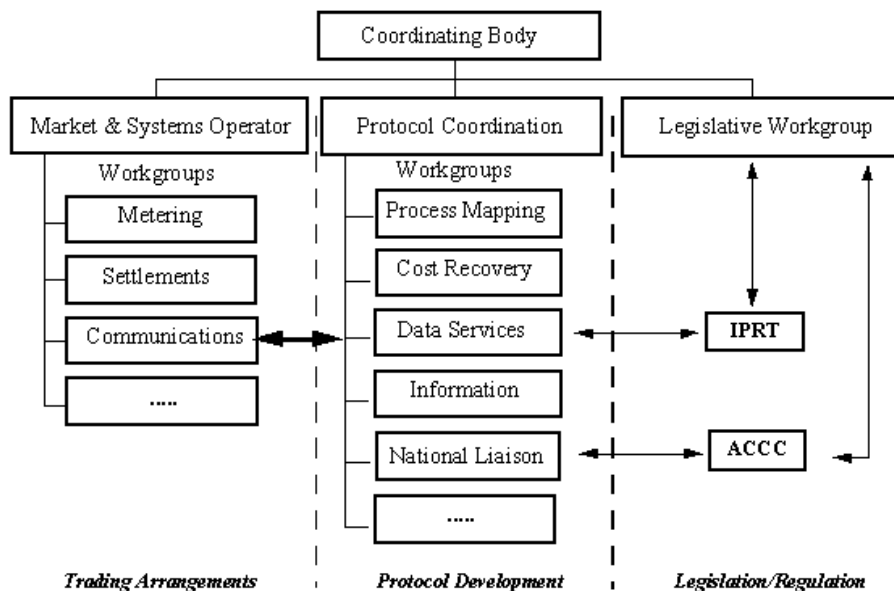 Coordinating Body
Market & Systems Operator
Protocol Coordination
Legislative Workgroup
Workgroups
Metering
Settlements
Communications
.....
Workgroups
Process Mapping
Cost Recovery
Data Services
Information
National Liaison
.....
IPRT
ACCC
Trading Arrangements
Protocol Development
Legislation/Regulation